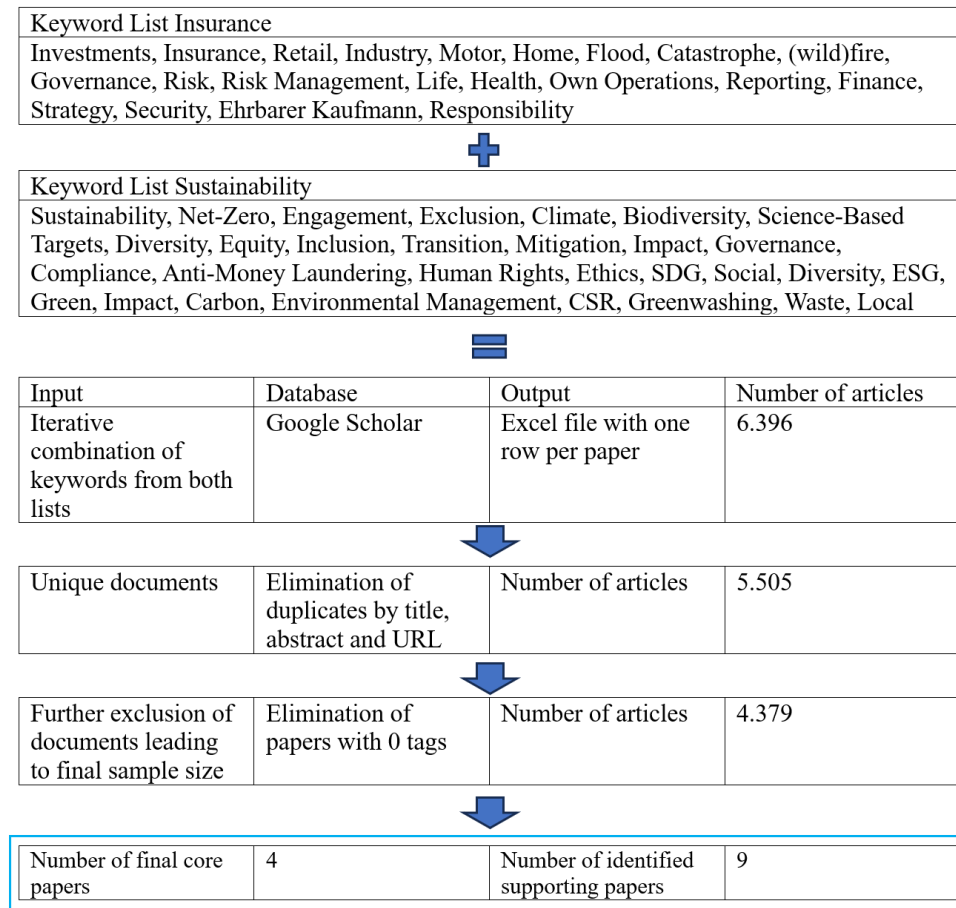 Keyword List Insurance
Investments, Insurance, Retail, Industry, Motor, Home, Flood, Catastrophe, (wild)fire,
Governance, Risk, Risk Management, Life, Health, Own Operations, Reporting, Finance,
Strategy, Security, Ehrbarer Kaufmann, Responsibility
Keyword List Sustainability
Sustainability, Net-Zero, Engagement, Exclusion, Climate, Biodiversity, Science-Based
Targets, Diversity, Equity, Inclusion, Transition, Mitigation, Impact, Governance,
Compliance, Anti-Money Laundering, Human Rights, Ethics, SDG, Social, Diversity, ESG,
Green, Impact, Carbon, Environmental Management, CSR, Greenwashing, Waste, Local
Input
Database
Output
Number of articles
Iterative
combination of
keywords from both
lists
Google Scholar
Excel file with one
row per paper
6.396
Unique documents
Elimination of
duplicates by title,
abstract and URL
Number of articles
5.505
Further exclusion of
documents leading
to final sample size
Elimination of
papers with 0 tags
Number of articles
4.379
Number of final core
papers
4
Number of identified
supporting papers
9